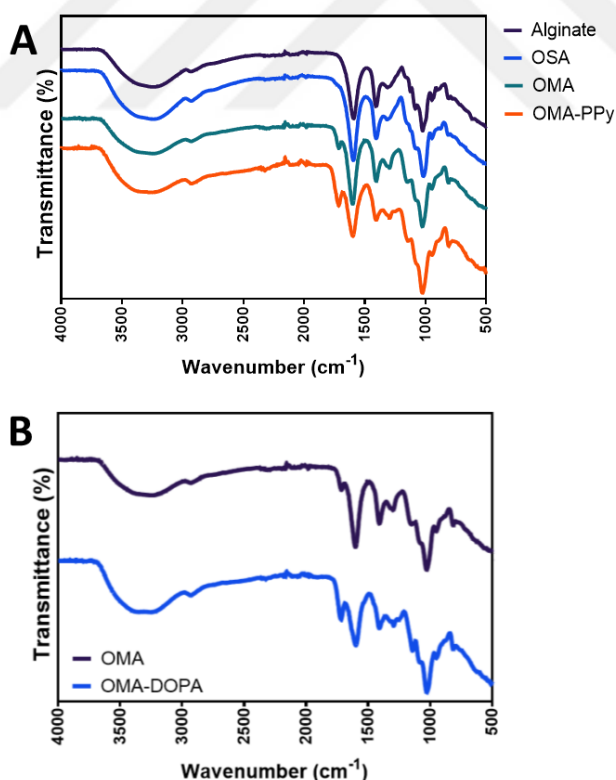 A
Alginate
OSA
OMA
OMA-PPy
Transmittance (%)
4000
3500
3000
2500
2000
1500
1000
500
Wavenumber (cm-1)
B
Transmittance (%)
OMA
OMA-DOPA
4000
3500
3000
2500
2000
1500
1000
500
Wavenumber (cm-1)